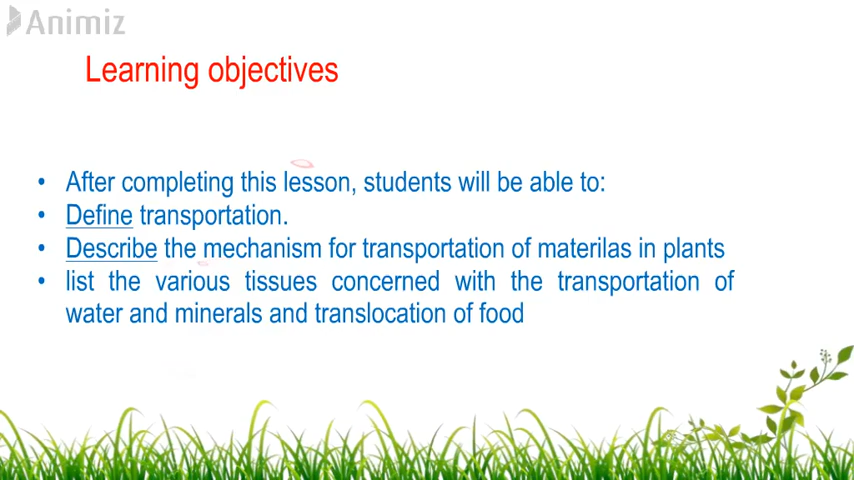 Animiz
Learning objectives
• After completing this lesson, students will be able to:
• Define transportation.
• Describe the mechanism for transportation of materilas in plants
• list the various tissues concerned with the transportation of
water and minerals and translocation of food